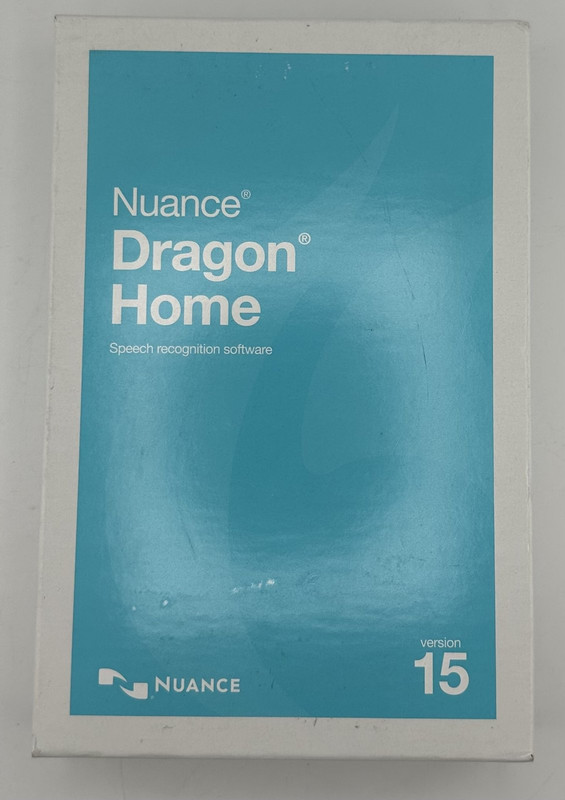 Nuance®
Dragon®
Home
Speech recognition software
version
15
NUANCE